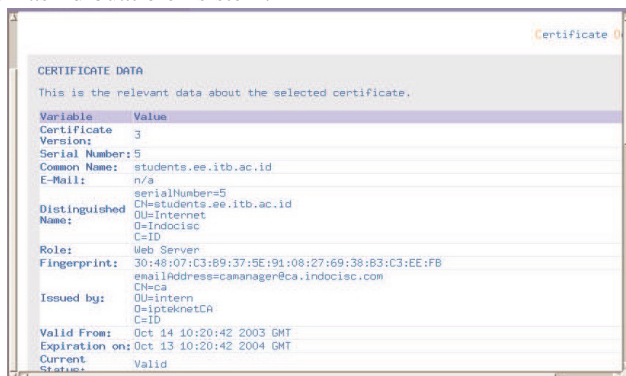 Certificate
CERTIFICATE DATA
This is the relevant data about the selected certificate.
Variable Value
Certificate Version: 3
Serial Number: 5
Common Name: students.ee.itb.ac.id
E-Mail: n/a
Distinguished Name: serialNumber=5
CN=students.ee.itb.ac.id
OU=Internet
O=Indocisc
C=ID
Role: Web Server
Fingerprint: 30:48:07:C3:B9:37:5E:91:08:27:69:38:B3:C3:EE:FB
Issued by: emailAddress=camanager@ca.indocisc.com
CN=ca
OU=intern
O=ipteknetCA
C=ID
Valid From: Oct 14 10:20:42 2003 GMT
Expiration on: Oct 13 10:20:42 2004 GMT
Current Status: Valid